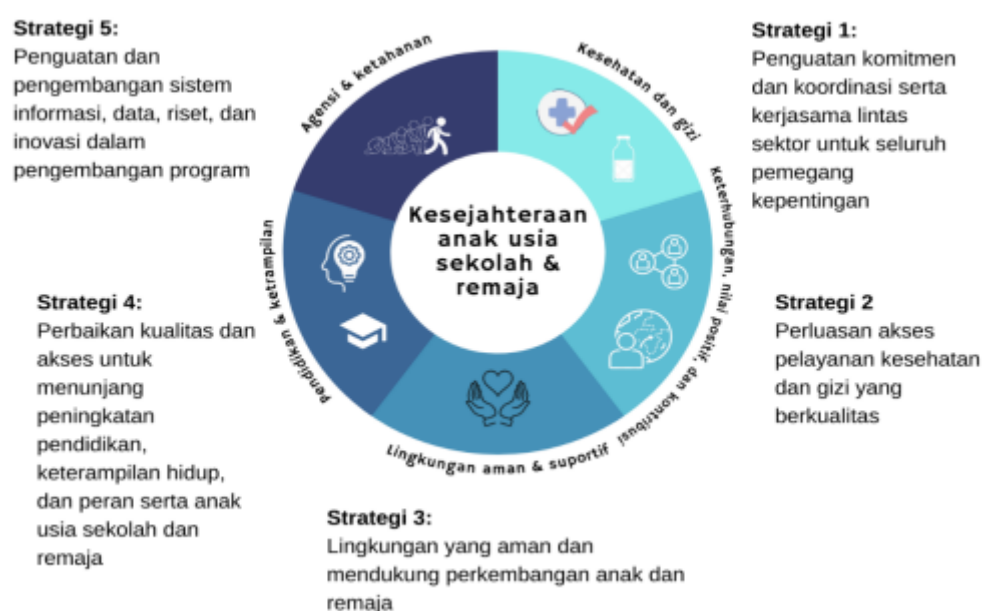 Strategi 5:
Penguatan dan
pengembangan sistem
informasi, data, riset, dan
inovasi dalam
pengembangan program
Strategi 1:
Penguatan komitmen
dan koordinasi serta
kerjasama lintas
sektor untuk seluruh
pemegang
kepentingan
Agensi & ketahanan
Kesehatan dan gizi
Keterhubungan, nilai positif, dan kontribusi
Lingkungan aman & suportif
Pendidikan & ketrampilan
Kesejahteraan
anak usia
sekolah &
remaja
Strategi 4:
Perbaikan kualitas dan
akses untuk
menunjang
peningkatan
pendidikan,
keterampilan hidup,
dan peran serta anak
usia sekolah dan
remaja
Strategi 2
Perluasan akses
pelayanan kesehatan
dan gizi yang
berkualitas
Strategi 3:
Lingkungan yang aman dan
mendukung perkembangan anak dan
remaja